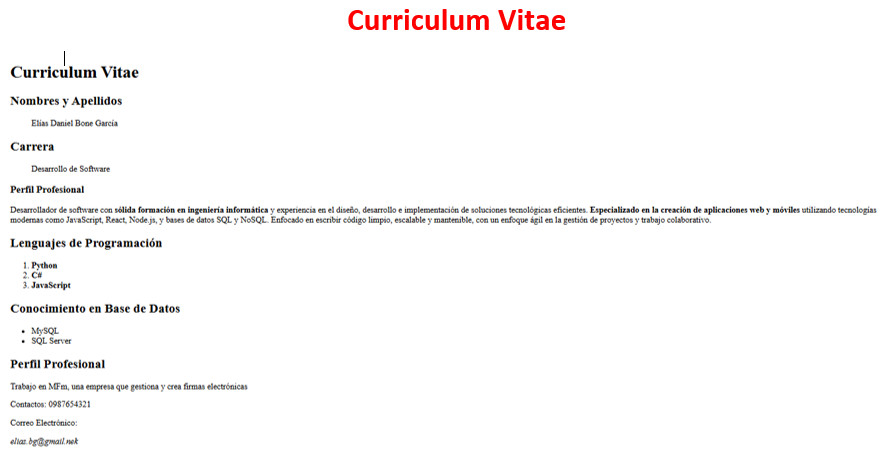 Curriculum Vitae
Curriculum Vitae
Nombres y Apellidos
Elías Daniel Bone García
Carrera
Desarrollo de Software
Perfil Profesional
Desarrollador de software con sólida formación en ingeniería informática y experiencia en el diseño, desarrollo e implementación de soluciones tecnológicas eficientes. Especializado en la creación de aplicaciones web y móviles utilizando tecnologías
modernas como JavaScript, React, Node.js, y bases de datos SQL y NoSQL. Enfocado en escribir código limpio, escalable y mantenible, con un enfoque ágil en la gestión de proyectos y trabajo colaborativo.
Lenguajes de Programación
1. Python
2. C#
3. JavaScript
Conocimiento en Base de Datos
• MySQL
• SQL Server
Perfil Profesional
Trabajo en MFm, una empresa que gestiona y crea firmas electrónicas
Contactos: 0987654321
Correo Electrónico:
elias.bg@gmail.nek